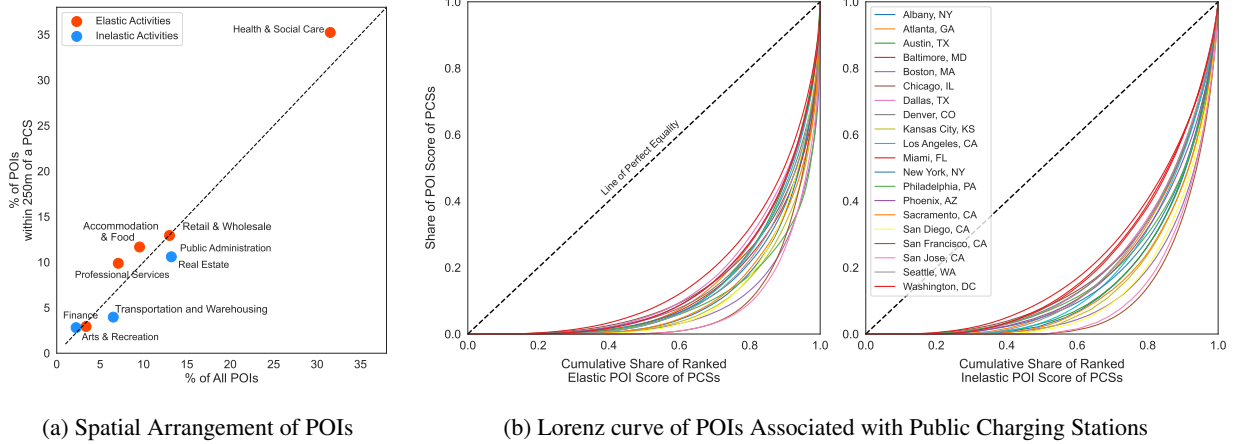 Elastic Activities
Inelastic Activities
Health & Social Care
Accommodation
& Food
Retail & Wholesale
Public Administration
Real Estate
Professional Services
Transportation and Warehousing
Finance
Arts & Recreation
% of POIs
within 250m of a PCS
35
30
25
20
15
10
5
0
0
5
10
15
20
25
30
35
% of All POIs
(a) Spatial Arrangement of POIs
Share of POI Score of PCSs
1.0
0.8
0.6
0.4
0.2
0.0
Line of Perfect Equality
0.0
0.2
0.4
0.6
0.8
1.0
Cumulative Share of Ranked
Elastic POI Score of PCSs
1.0
0.8
0.6
0.4
0.2
0.0
Albany, NY
Atlanta, GA
Austin, TX
Baltimore, MD
Boston, MA
Chicago, IL
Dallas, TX
Denver, CO
Kansas City, KS
Los Angeles, CA
Miami, FL
New York, NY
Philadelphia, PA
Phoenix, AZ
Sacramento, CA
San Diego, CA
San Francisco, CA
San Jose, CA
Seattle, WA
Washington, DC
0.0
0.2
0.4
0.6
0.8
1.0
Cumulative Share of Ranked
Inelastic POI Score of PCSs
(b) Lorenz curve of POIs Associated with Public Charging Stations